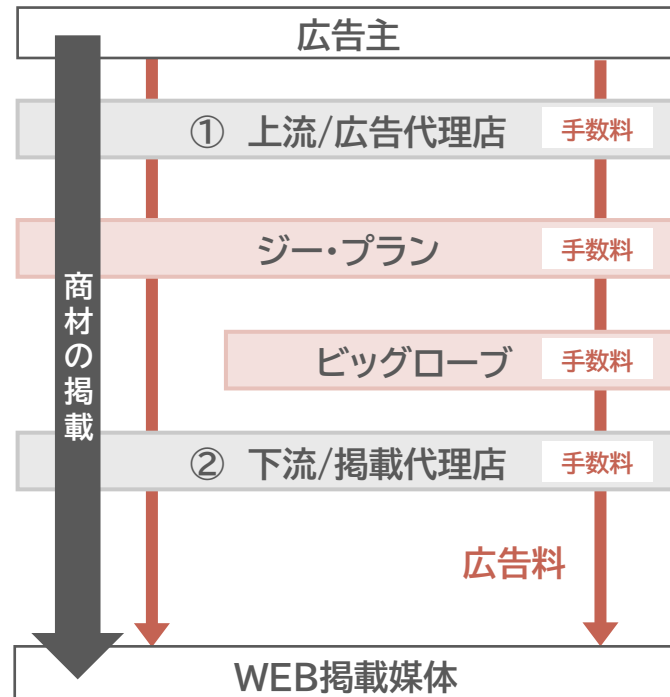 広告主
① 上流/広告代理店 手数料
ジー・プラン 手数料
商材の掲載
ビッグローブ 手数料
② 下流/掲載代理店 手数料
広告料
WEB掲載媒体